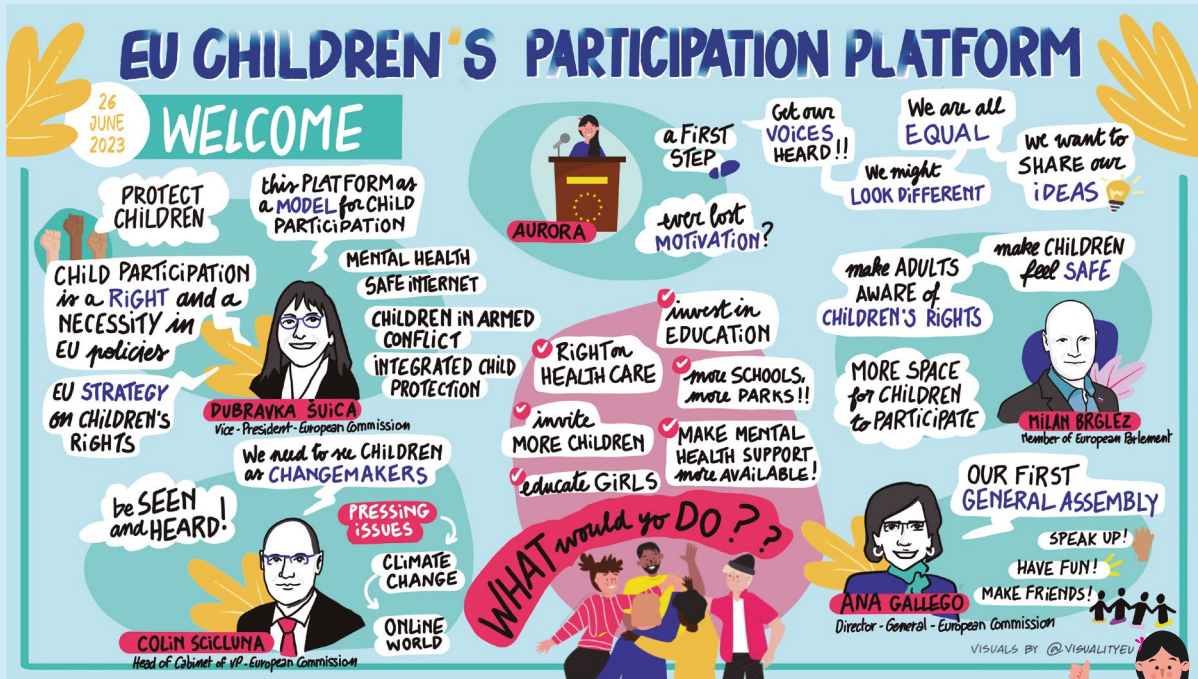 EU CHILDREN'S PARTICIPATION PLATFORM
26
JUNE
2023
WELCOME
PROTECT
CHILDREN
this PLATFORM as
a MODEL for CHILD
PARTICIPATION
CHILD PARTICIPATION
is a RIGHT and a
NECESSITY in
EU policies
EU STRATEGY
on CHILDREN'S
RIGHTS
MENTAL HEALTH
SAFE INTERNET
CHILDREN IN ARMED
CONFLICT
INTEGRATED CHILD
PROTECTION
DUBRAVKA ŠUICA
Vice-President-European Commission
We need to see CHILDREN
as CHANGEMAKERS
be SEEN
and HEARD!
PRESSING
ISSUES
CLIMATE
CHANGE
ONLINE
WORLD
COLIN SCICLUNA
Head of Cabinet of VP-European Commission
AURORA
a FIRST
STEP
Get our
VOICES
HEARD!!
We are all
EQUAL
We might
LOOK DIFFERENT
we want to
SHARE our
IDEAS
ever lost
MOTIVATION?
invest in
EDUCATION
RIGHT on
HEALTH CARE
more SCHOOLS,
more PARKS!!
invite
MORE CHILDREN
MAKE MENTAL
HEALTH SUPPORT
more AVAILABLE!
educate GIRLS
WHAT would yo DO??
make CHILDREN
feel SAFE
make ADULTS
AWARE of
CHILDREN'S RIGHTS
MORE SPACE
for CHILDREN
to PARTICIPATE
MILAN BRGLEZ
Member of European Parlement
OUR FIRST
GENERAL ASSEMBLY
SPEAK UP!
HAVE FUN!
MAKE FRIENDS!
ANA GALLEGO
Director-General-European Commission
VISUALS BY @VISUALITYEU